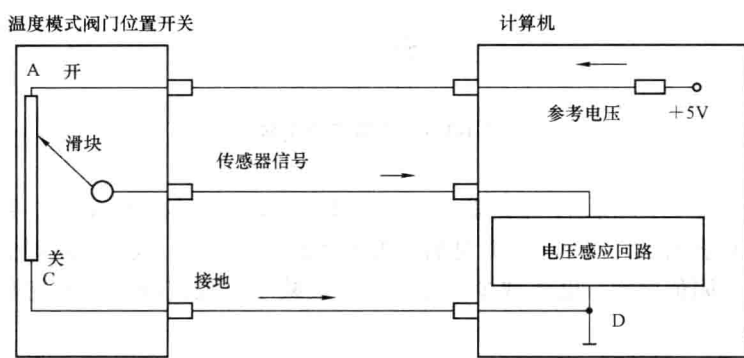 温度模式阀门位置开关
计算机
A 开
参考电压
+5V
滑块
传感器信号
关
C
接地
电压感应回路
D